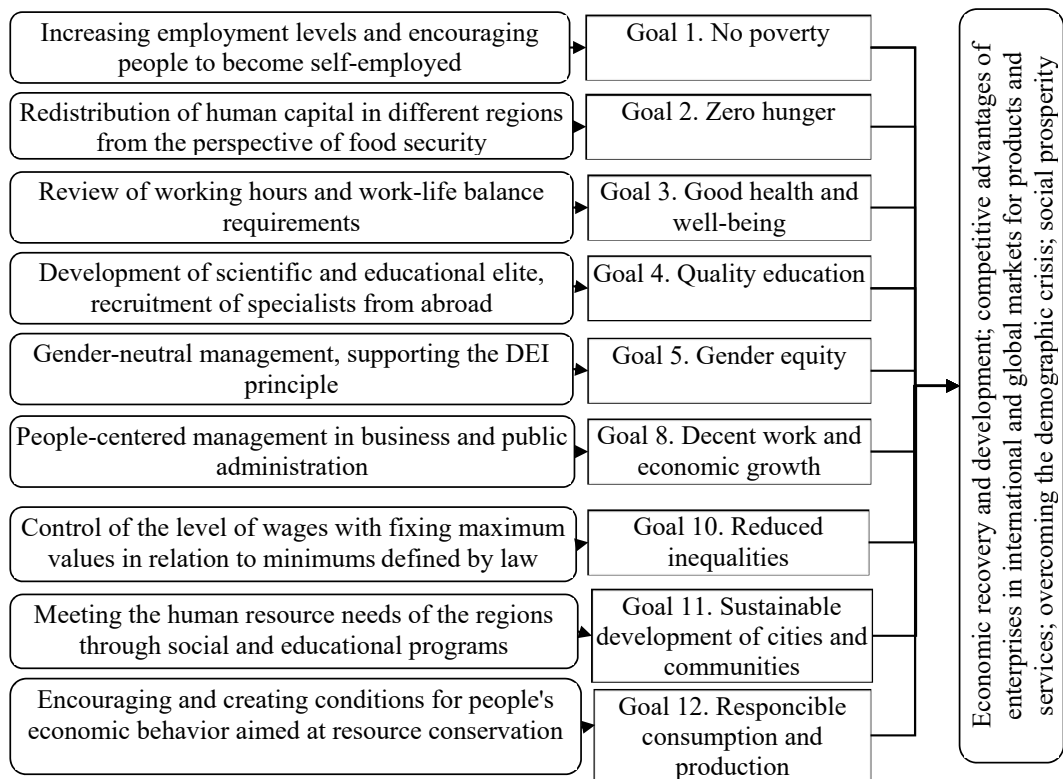 Increasing employment levels and encouraging
people to become self-employed
Goal 1. No poverty
Redistribution of human capital in different regions
from the perspective of food security
Goal 2. Zero hunger
Review of working hours and work-life balance
requirements
Goal 3. Good health and
well-being
Development of scientific and educational elite,
recruitment of specialists from abroad
Goal 4. Quality education
Gender-neutral management, supporting the DEI
principle
Goal 5. Gender equity
People-centered management in business and public
administration
Goal 8. Decent work and
economic growth
Control of the level of wages with fixing maximum
values in relation to minimums defined by law
Goal 10. Reduced
inequalities
Meeting the human resource needs of the regions
through social and educational programs
Goal 11. Sustainable
development of cities and
communities
Encouraging and creating conditions for people's
economic behavior aimed at resource conservation
Goal 12. Responcible
consumption and
production
Economic recovery and development; competitive advantages of
enterprises in international and global markets for products and
services; overcoming the demographic crisis; social prosperity